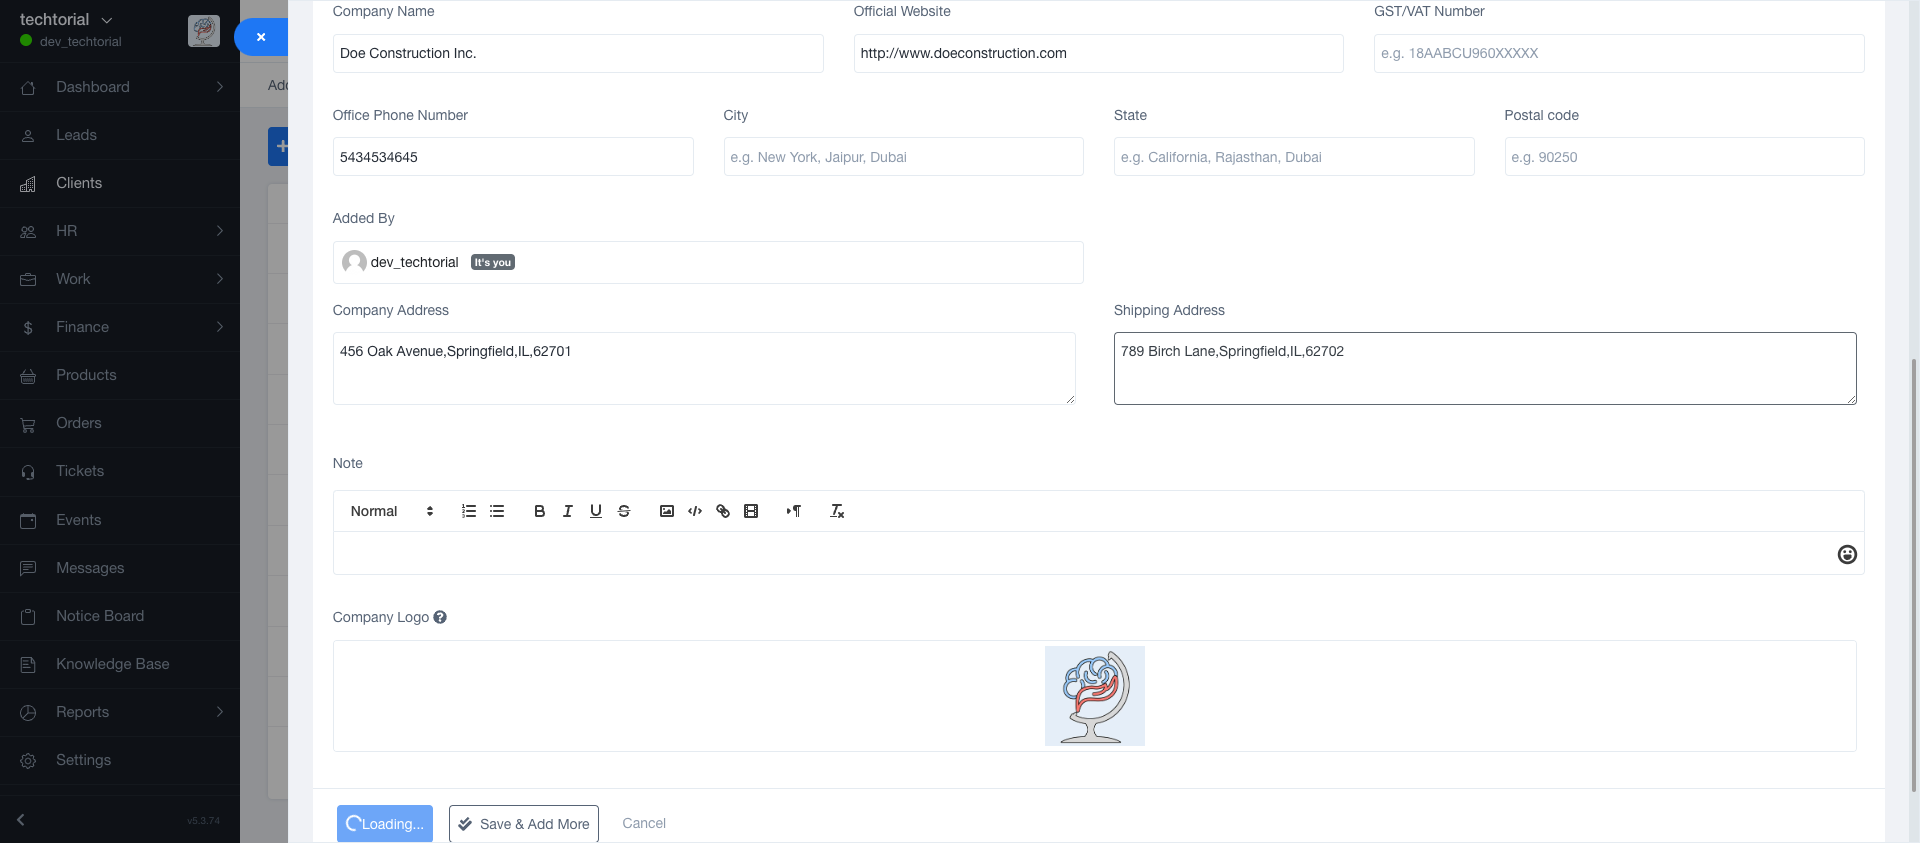 techtorial
dev_techtorial
Dashboard
Leads
Clients
HR
Work
Finance
Products
Orders
Tickets
Events
Messages
Notice Board
Knowledge Base
Reports
Settings
v5.3.74
Company Name
Official Website
GST/VAT Number
Doe Construction Inc.
http://www.doeconstruction.com
e.g. 18AABCU960XXXXX
Office Phone Number
City
State
Postal code
5434534645
e.g. New York, Jaipur, Dubai
e.g. California, Rajasthan, Dubai
e.g. 90250
Added By
dev_techtorial It's you
Company Address
Shipping Address
456 Oak Avenue,Springfield,IL,62701
789 Birch Lane,Springfield,IL,62702
Note
Normal
Company Logo
Loading...
Save & Add More
Cancel